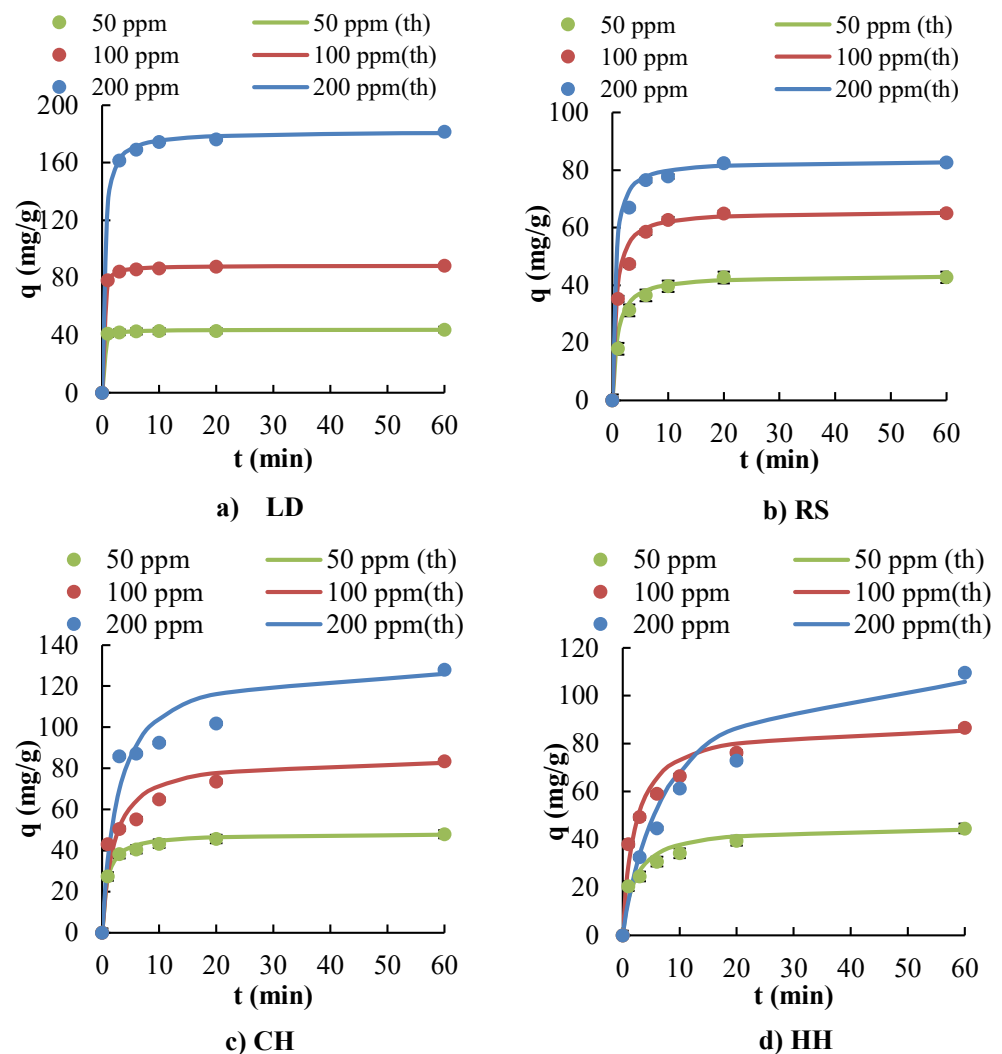 50 ppm 50 ppm (th)
100 ppm 100 ppm(th)
200 ppm 200 ppm(th)
200
160
120
80
40
0
q (mg/g)
0 10 20 30 40 50 60
t (min)
a) LD
50 ppm 50 ppm (th)
100 ppm 100 ppm(th)
200 ppm 200 ppm(th)
100
80
60
40
20
0
q (mg/g)
0 10 20 30 40 50 60
t (min)
b) RS
50 ppm 50 ppm (th)
100 ppm 100 ppm(th)
200 ppm 200 ppm(th)
140
120
100
80
60
40
20
0
q (mg/g)
0 10 20 30 40 50 60
t (min)
c) CH
50 ppm 50 ppm (th)
100 ppm 100 ppm(th)
200 ppm 200 ppm(th)
120
100
80
60
40
20
0
q (mg/g)
0 10 20 30 40 50 60
t (min)
d) HH